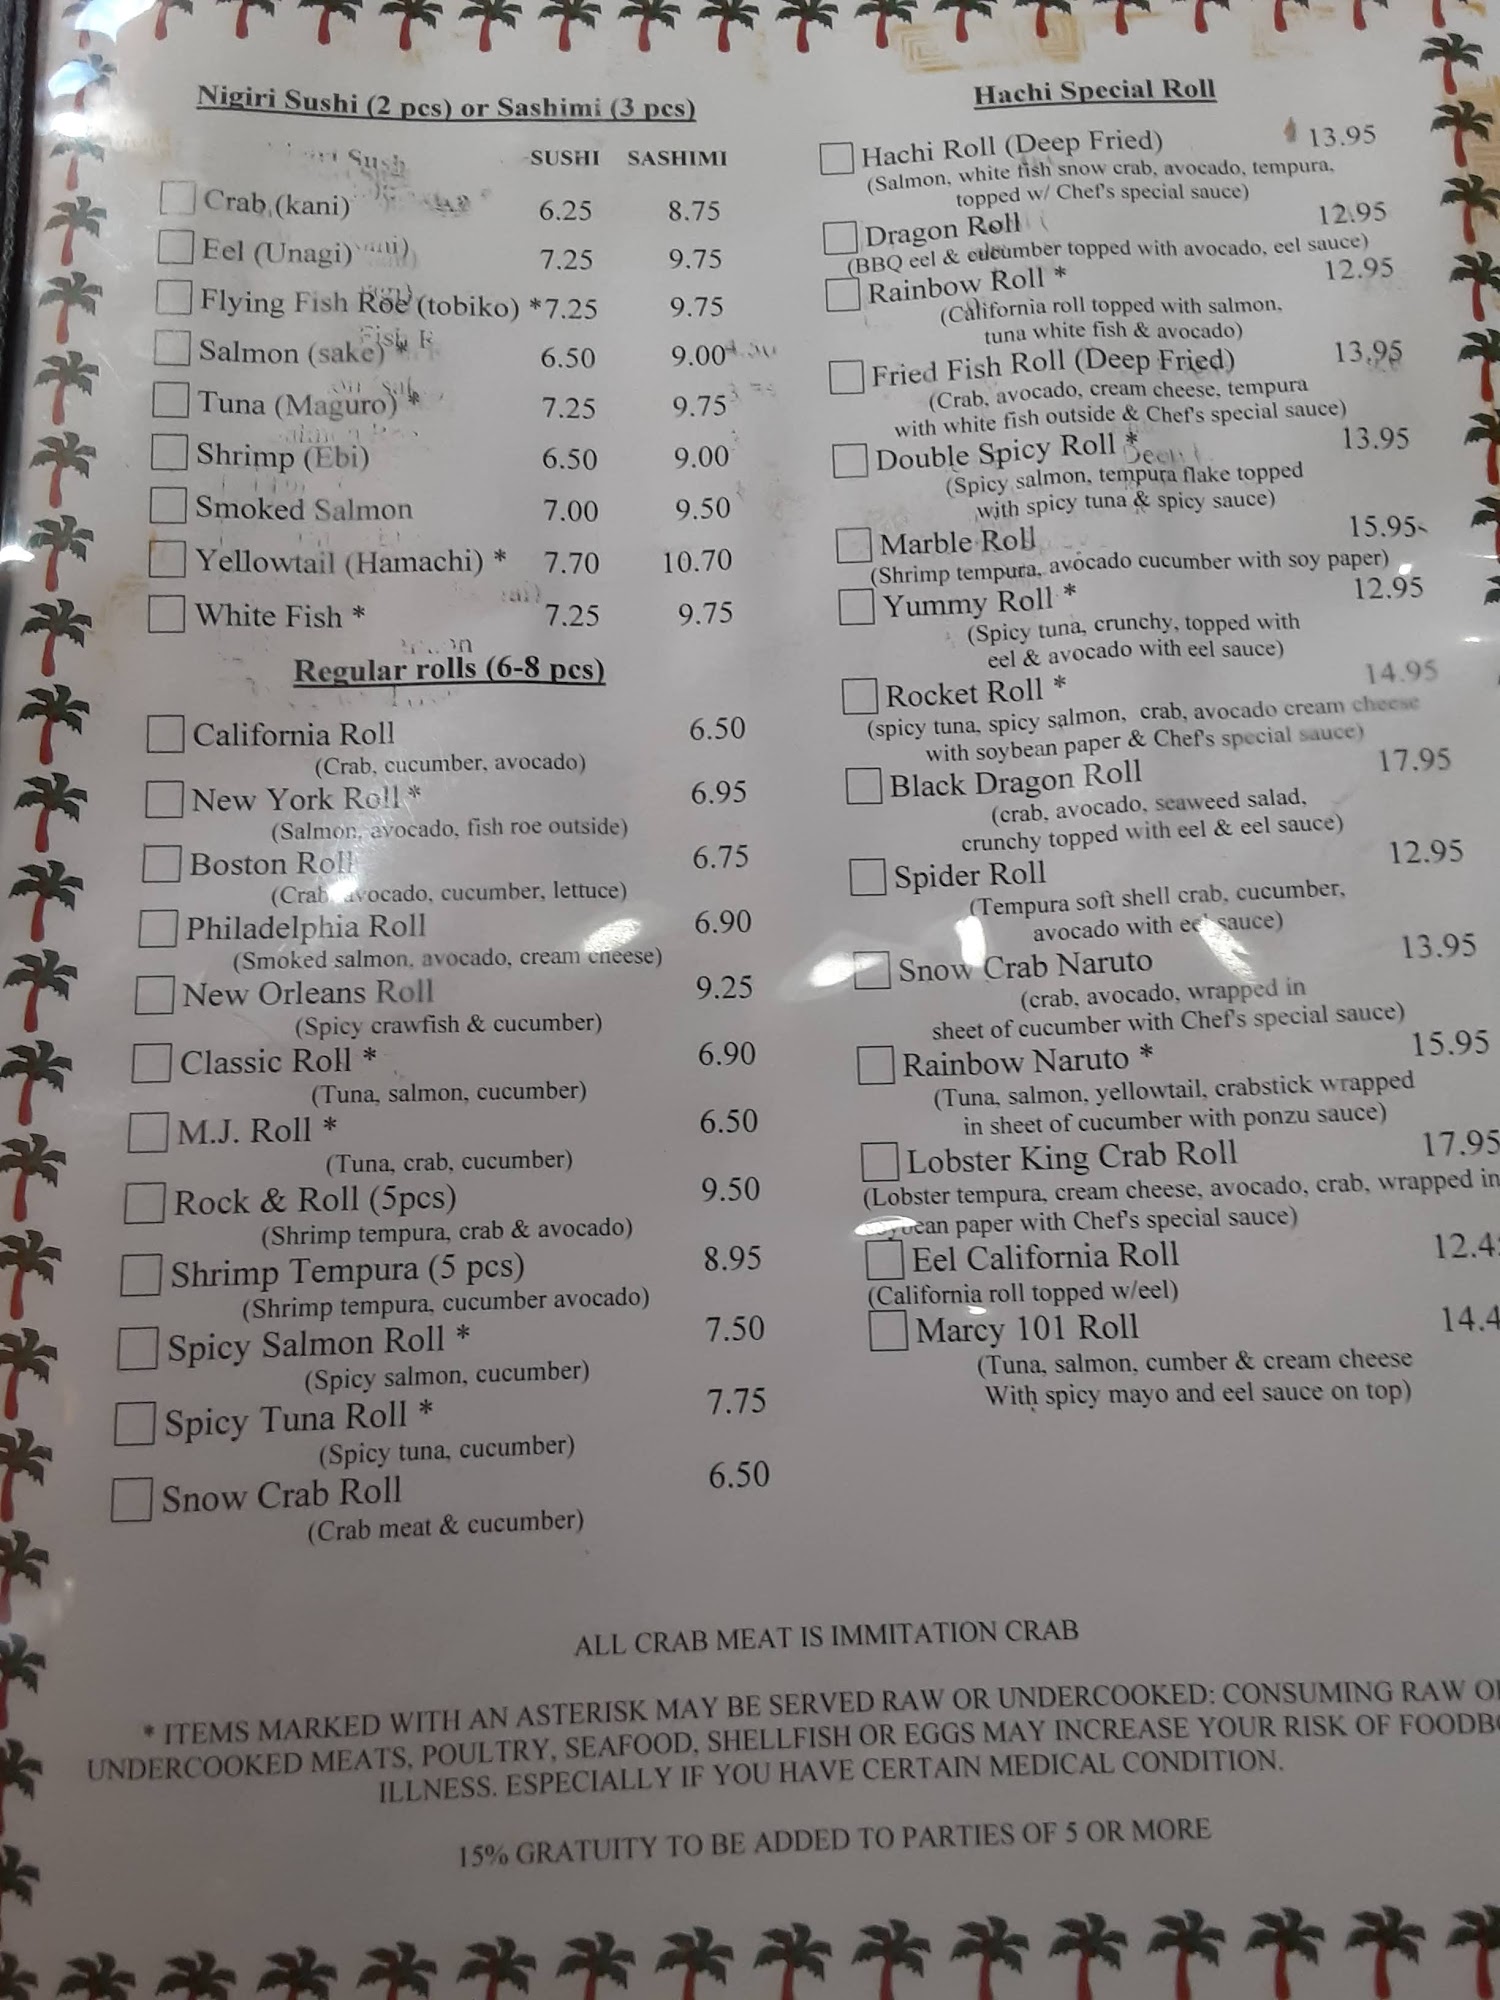 Nigiri Sushi (2 pcs) or Sashimi (3 pcs)
SUSHI SASHIMI
Crab (kani) 6.25 8.75
Eel (Unagi) 7.25 9.75
Flying Fish Roe (tobiko) * 7.25 9.75
Salmon (sake) * 6.50 9.00
Tuna (Maguro) * 7.25 9.75
Shrimp (Ebi) 6.50 9.00
Smoked Salmon 7.00 9.50
Yellowtail (Hamachi) * 7.70 10.70
White Fish * 7.25 9.75
Regular rolls (6-8 pcs)
California Roll 6.50
(Crab, cucumber, avocado)
New York Roll * 6.95
(Salmon, avocado, fish roe outside)
Boston Roll 6.75
(Crab, avocado, cucumber, lettuce)
Philadelphia Roll 6.90
(Smoked salmon, avocado, cream cheese)
New Orleans Roll 9.25
(Spicy crawfish & cucumber)
Classic Roll * 6.90
(Tuna, salmon, cucumber)
M.J. Roll * 6.50
(Tuna, crab, cucumber)
Rock & Roll (5pcs) 9.50
(Shrimp tempura, crab & avocado)
Shrimp Tempura (5 pcs) 8.95
(Shrimp tempura, cucumber avocado)
Spicy Salmon Roll * 7.50
(Spicy salmon, cucumber)
Spicy Tuna Roll * 7.75
(Spicy tuna, cucumber)
Snow Crab Roll 6.50
(Crab meat & cucumber)
Hachi Special Roll
Hachi Roll (Deep Fried) 13.95
(Salmon, white fish snow crab, avocado, tempura,
topped w/ Chef's special sauce)
Dragon Roll 12.95
(BBQ eel & cucumber topped with avocado, eel sauce)
Rainbow Roll * 12.95
(California roll topped with salmon,
tuna white fish & avocado)
Fried Fish Roll (Deep Fried) 13.95
(Crab, avocado, cream cheese, tempura
with white fish outside & Chef's special sauce)
Double Spicy Roll * 13.95
(Spicy salmon, tempura flake topped
with spicy tuna & spicy sauce)
Marble Roll 15.95
(Shrimp tempura, avocado cucumber with soy paper)
Yummy Roll * 12.95
(Spicy tuna, crunchy, topped with
eel & avocado with eel sauce)
Rocket Roll * 14.95
(spicy tuna, spicy salmon, crab, avocado cream cheese
with soybean paper & Chef's special sauce)
Black Dragon Roll 17.95
(crab, avocado, seaweed salad,
crunchy topped with eel & eel sauce)
Spider Roll 12.95
(Tempura soft shell crab, cucumber,
avocado with eel sauce)
Snow Crab Naruto 13.95
(crab, avocado, wrapped in
sheet of cucumber with Chef's special sauce)
Rainbow Naruto * 15.95
(Tuna, salmon, yellowtail, crabstick wrapped
in sheet of cucumber with ponzu sauce)
Lobster King Crab Roll 17.95
(Lobster tempura, cream cheese, avocado, crab, wrapped in
soybean paper with Chef's special sauce)
Eel California Roll 12.4
(California roll topped w/eel)
Marcy 101 Roll 14.4
(Tuna, salmon, cumber & cream cheese
With spicy mayo and eel sauce on top)
ALL CRAB MEAT IS IMMITATION CRAB
* ITEMS MARKED WITH AN ASTERISK MAY BE SERVED RAW OR UNDERCOOKED: CONSUMING RAW
UNDERCOOKED MEATS, POULTRY, SEAFOOD, SHELLFISH OR EGGS MAY INCREASE YOUR RISK OF
ILLNESS. ESPECIALLY IF YOU HAVE CERTAIN MEDICAL CONDITION.
15% GRATUITY TO BE ADDED TO PARTIES OF 5 OR MORE